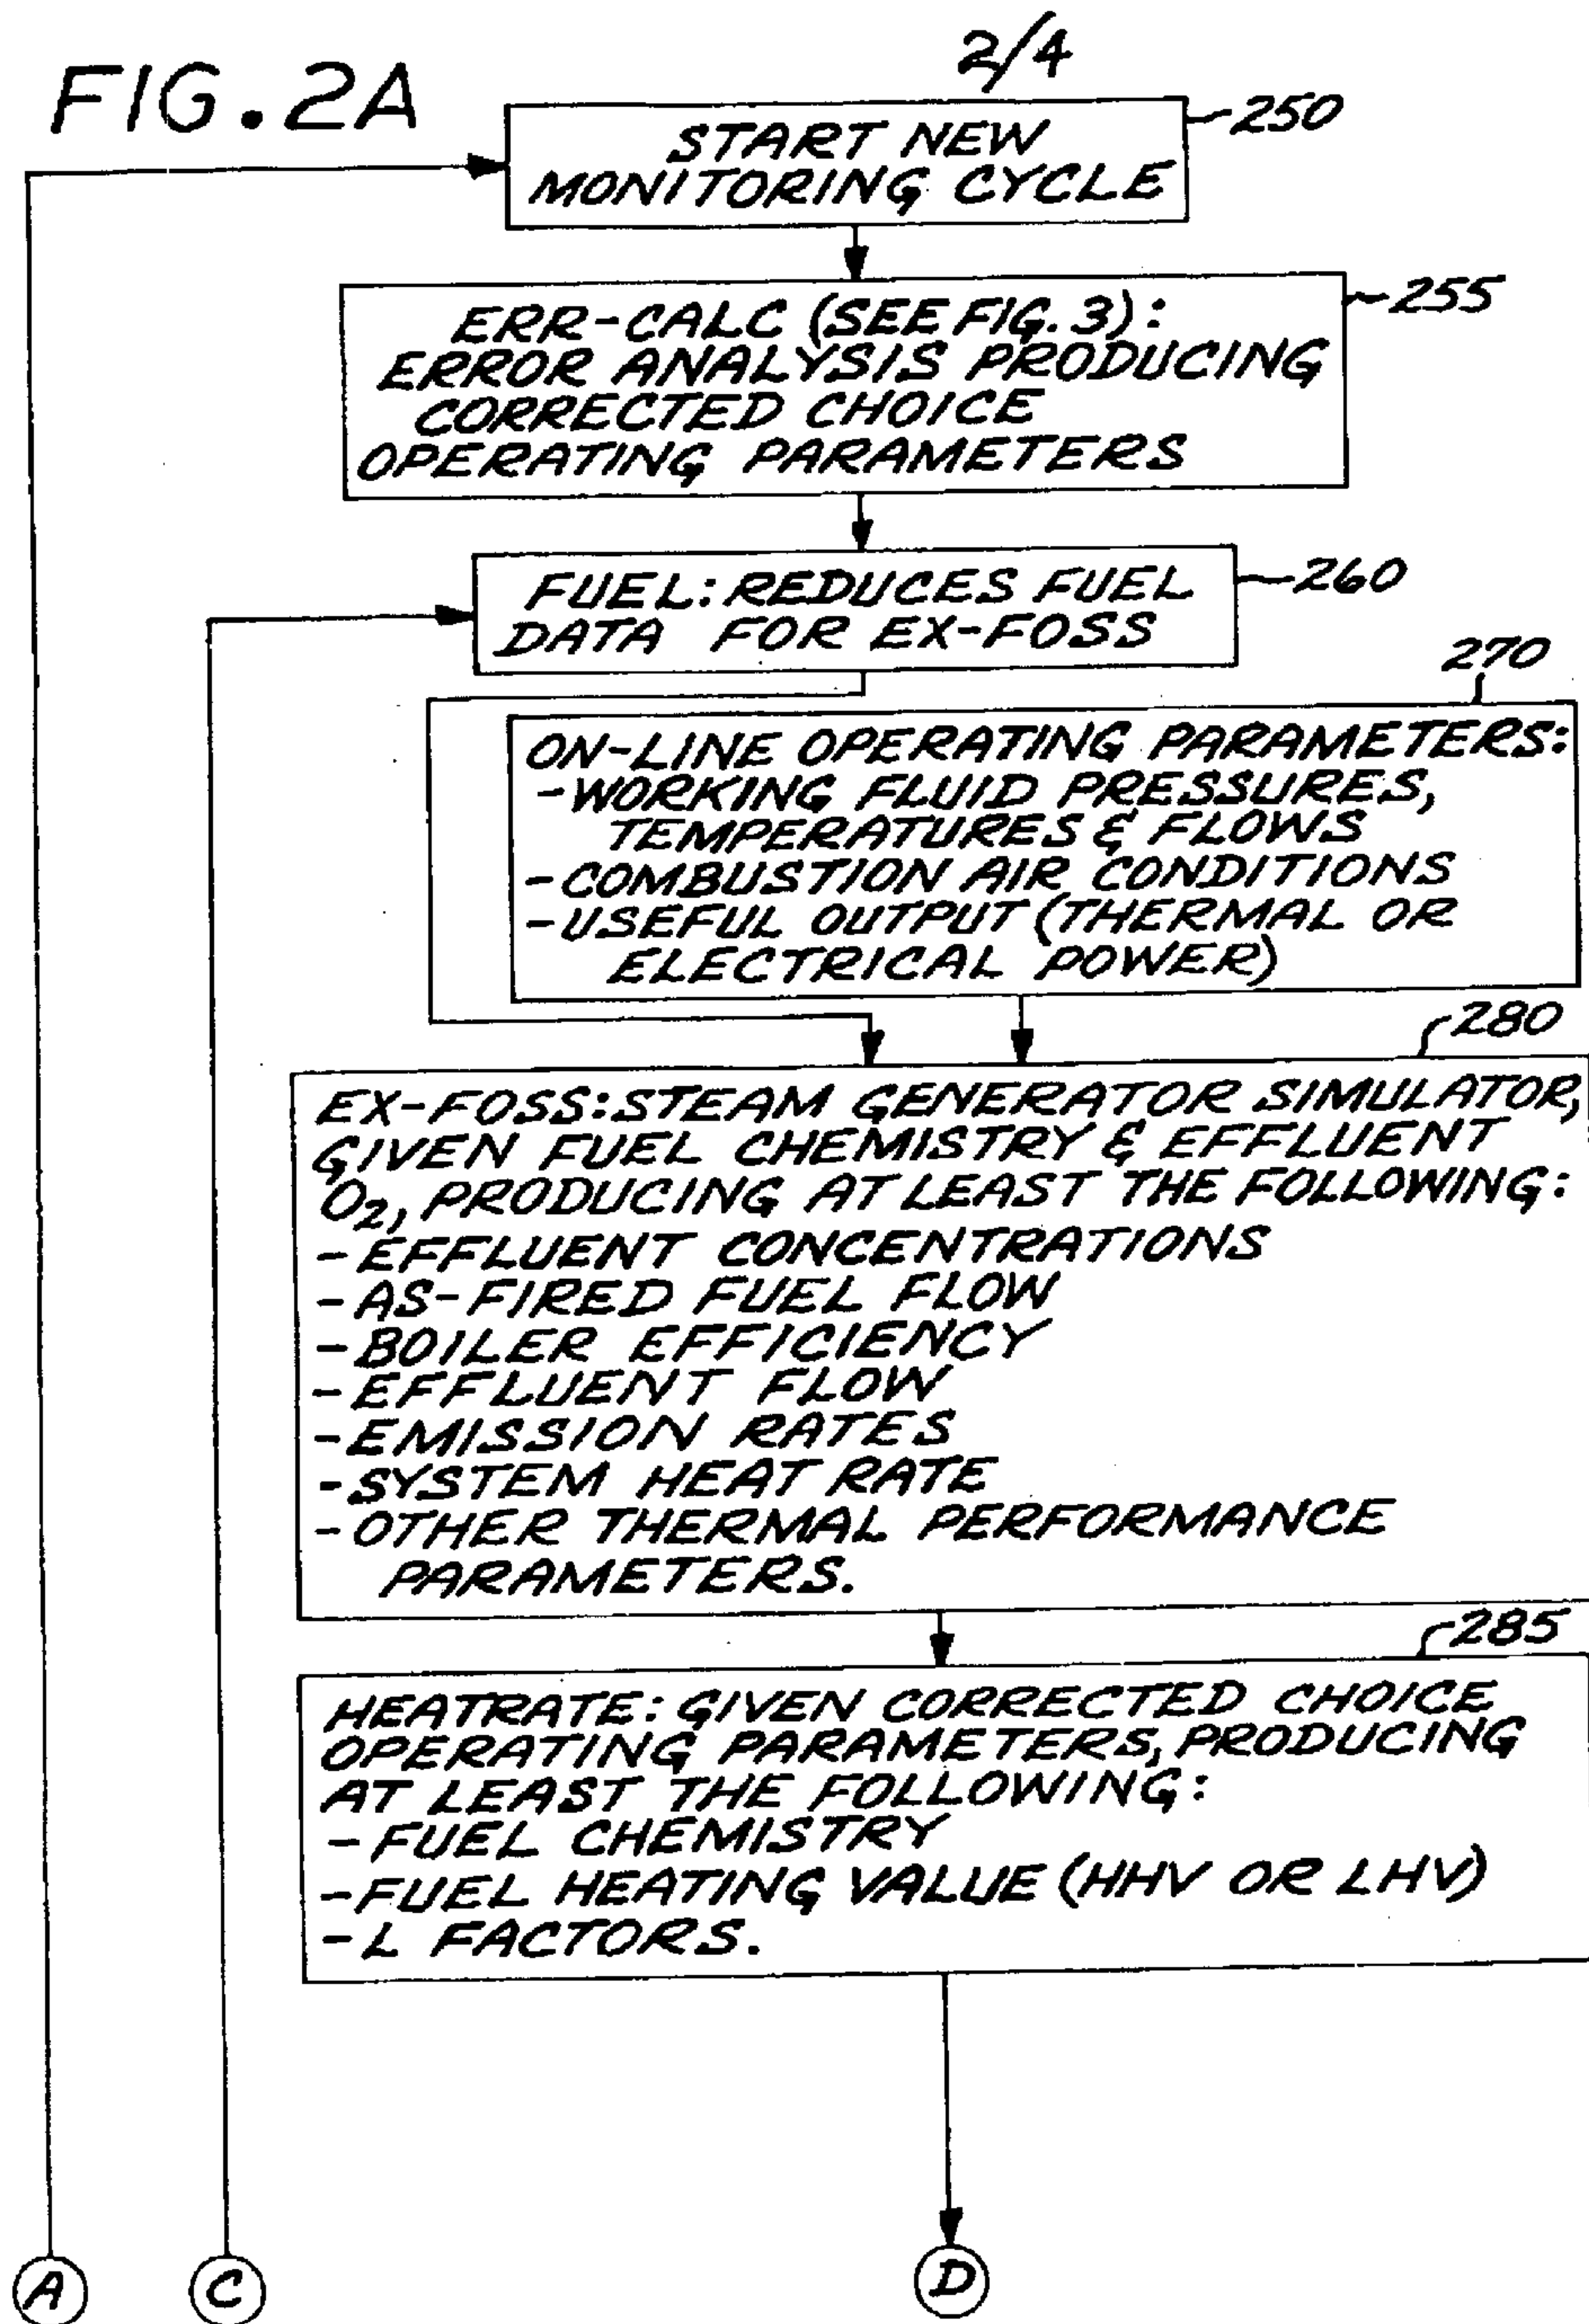 2/4
FIG. 2A
START NEW
MONITORING CYCLE
250
ERR-CALC (SEE FIG. 3):
ERROR ANALYSIS PRODUCING
CORRECTED CHOICE
OPERATING PARAMETERS
255
FUEL: REDUCES FUEL
DATA FOR EX-FOSS
260
270
ON-LINE OPERATING PARAMETERS:
-WORKING FLUID PRESSURES,
TEMPERATURES & FLOWS
-COMBUSTION AIR CONDITIONS
-USEFUL OUTPUT (THERMAL OR
ELECTRICAL POWER)
280
EX-FOSS: STEAM GENERATOR SIMULATOR,
GIVEN FUEL CHEMISTRY & EFFLUENT
O2, PRODUCING AT LEAST THE FOLLOWING:
-EFFLUENT CONCENTRATIONS
-AS-FIRED FUEL FLOW
-BOILER EFFICIENCY
-EFFLUENT FLOW
-EMISSION RATES
-SYSTEM HEAT RATE
-OTHER THERMAL PERFORMANCE
PARAMETERS.
285
HEATRATE: GIVEN CORRECTED CHOICE
OPERATING PARAMETERS, PRODUCING
AT LEAST THE FOLLOWING:
-FUEL CHEMISTRY
-FUEL HEATING VALUE (HHV OR LHV)
-L FACTORS.
A
C
D